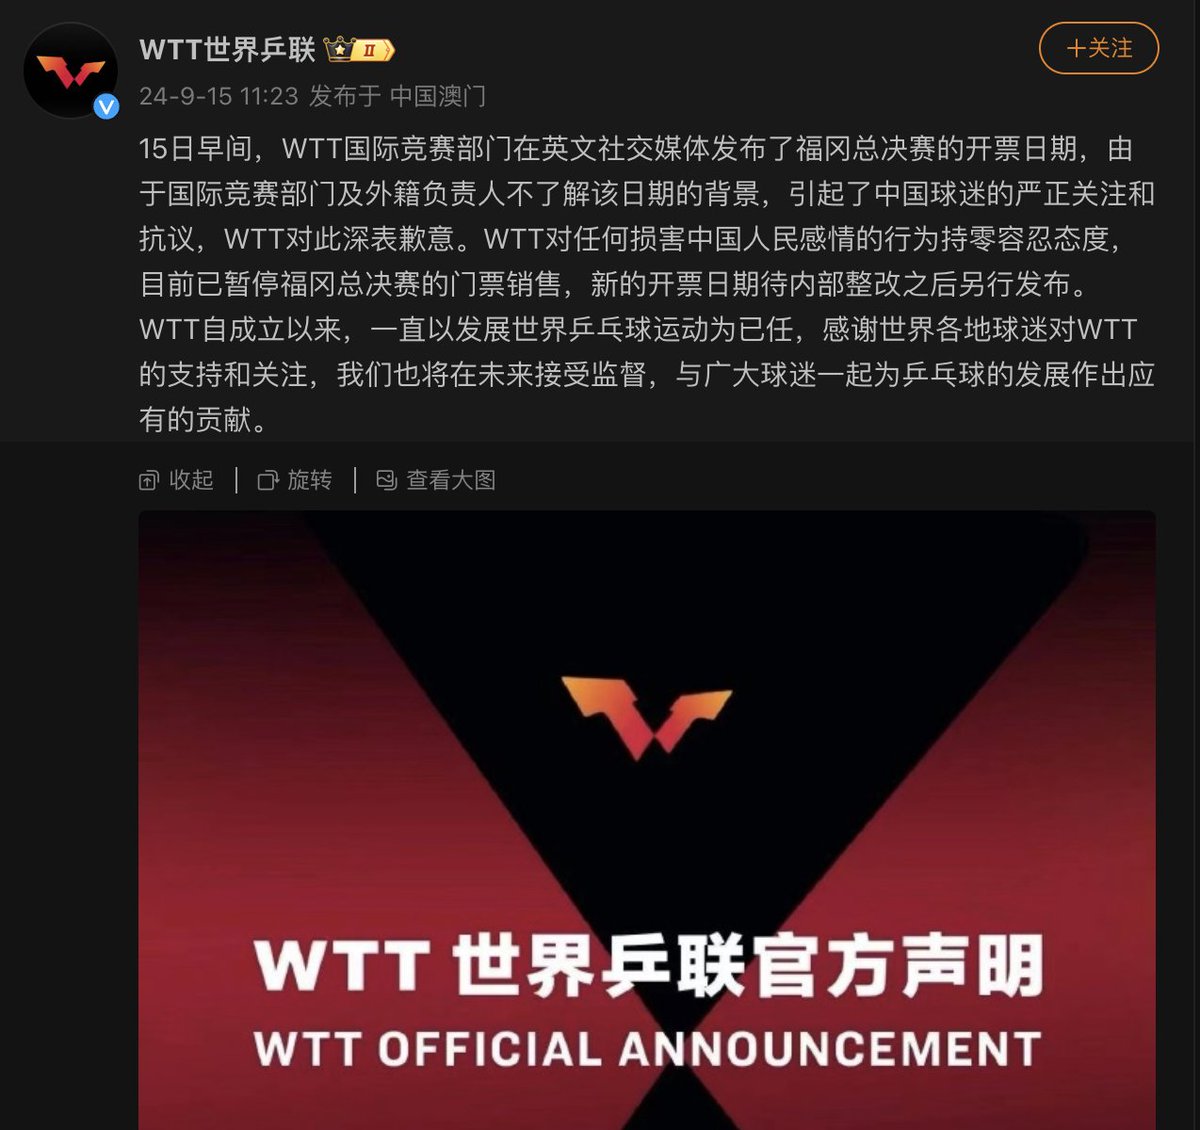 WTT世界乒联 II
+关注
24-9-15 11:23 发布于 中国澳门
15日早间，WTT国际竞赛部门在英文社交媒体发布了福冈总决赛的开票日期，由
于国际竞赛部门及外籍负责人不了解该日期的背景，引起了中国球迷的严正关注和
抗议，WTT对此深表歉意。WTT对任何损害中国人民感情的行为持零容忍态度，
目前已暂停福冈总决赛的门票销售，新的开票日期待内部整改之后另行发布。
WTT自成立以来，一直以发展世界乒乓球运动为已任，感谢世界各地球迷对WTT
的支持和关注，我们也将在未来接受监督，与广大球迷一起为乒乓球的发展作出应
有的贡献。
收起 | 旋转 | 查看大图
WTT 世界乒联官方声明
WTT OFFICIAL ANNOUNCEMENT